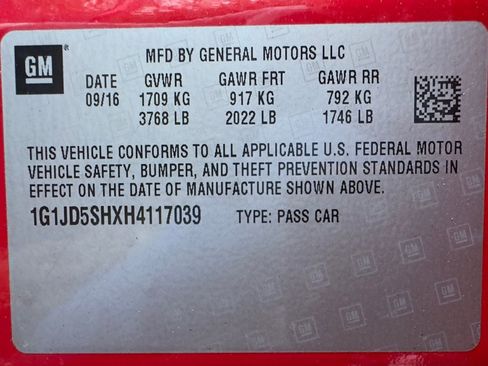 GM
MFD BY GENERAL MOTORS LLC
DATE GVWR GAWR FRT GAWR RR
09/16 1709 KG 917 KG 792 KG
3768 LB 2022 LB 1746 LB
THIS VEHICLE CONFORMS TO ALL APPLICABLE U.S. FEDERAL MOTOR
VEHICLE SAFETY, BUMPER, AND THEFT PREVENTION STANDARDS IN
EFFECT ON THE DATE OF MANUFACTURE SHOWN ABOVE.
1G1JD5SHXH4117039 TYPE: PASS CAR